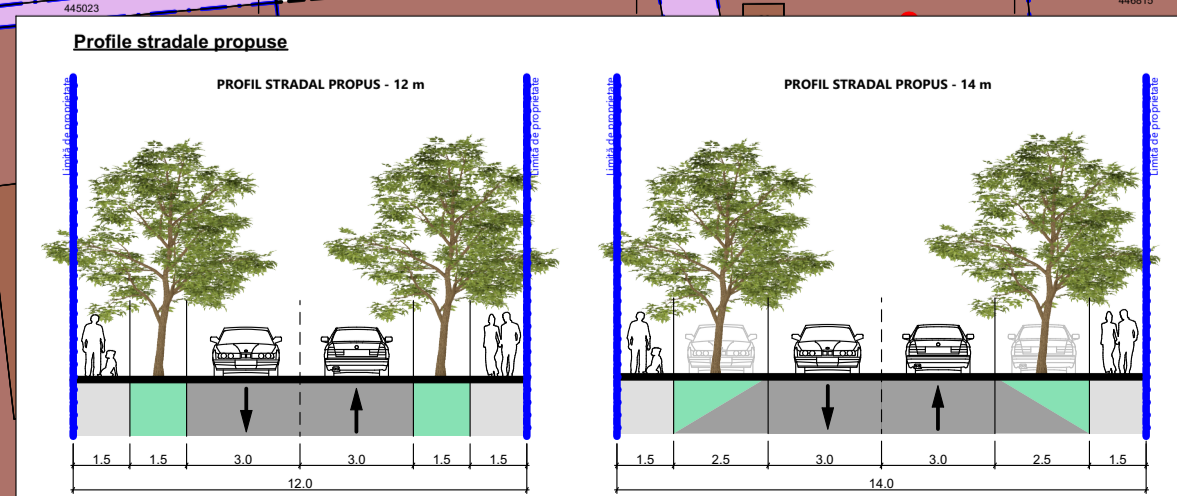 445023
446815
Profile stradale propuse
PROFIL STRADAL PROPUS - 12 m
Limită de proprietate
Limită de proprietate
1.5 1.5 3.0 3.0 1.5 1.5
12.0
PROFIL STRADAL PROPUS - 14 m
Limită de proprietate
Limită de proprietate
1.5 2.5 3.0 3.0 2.5 1.5
14.0